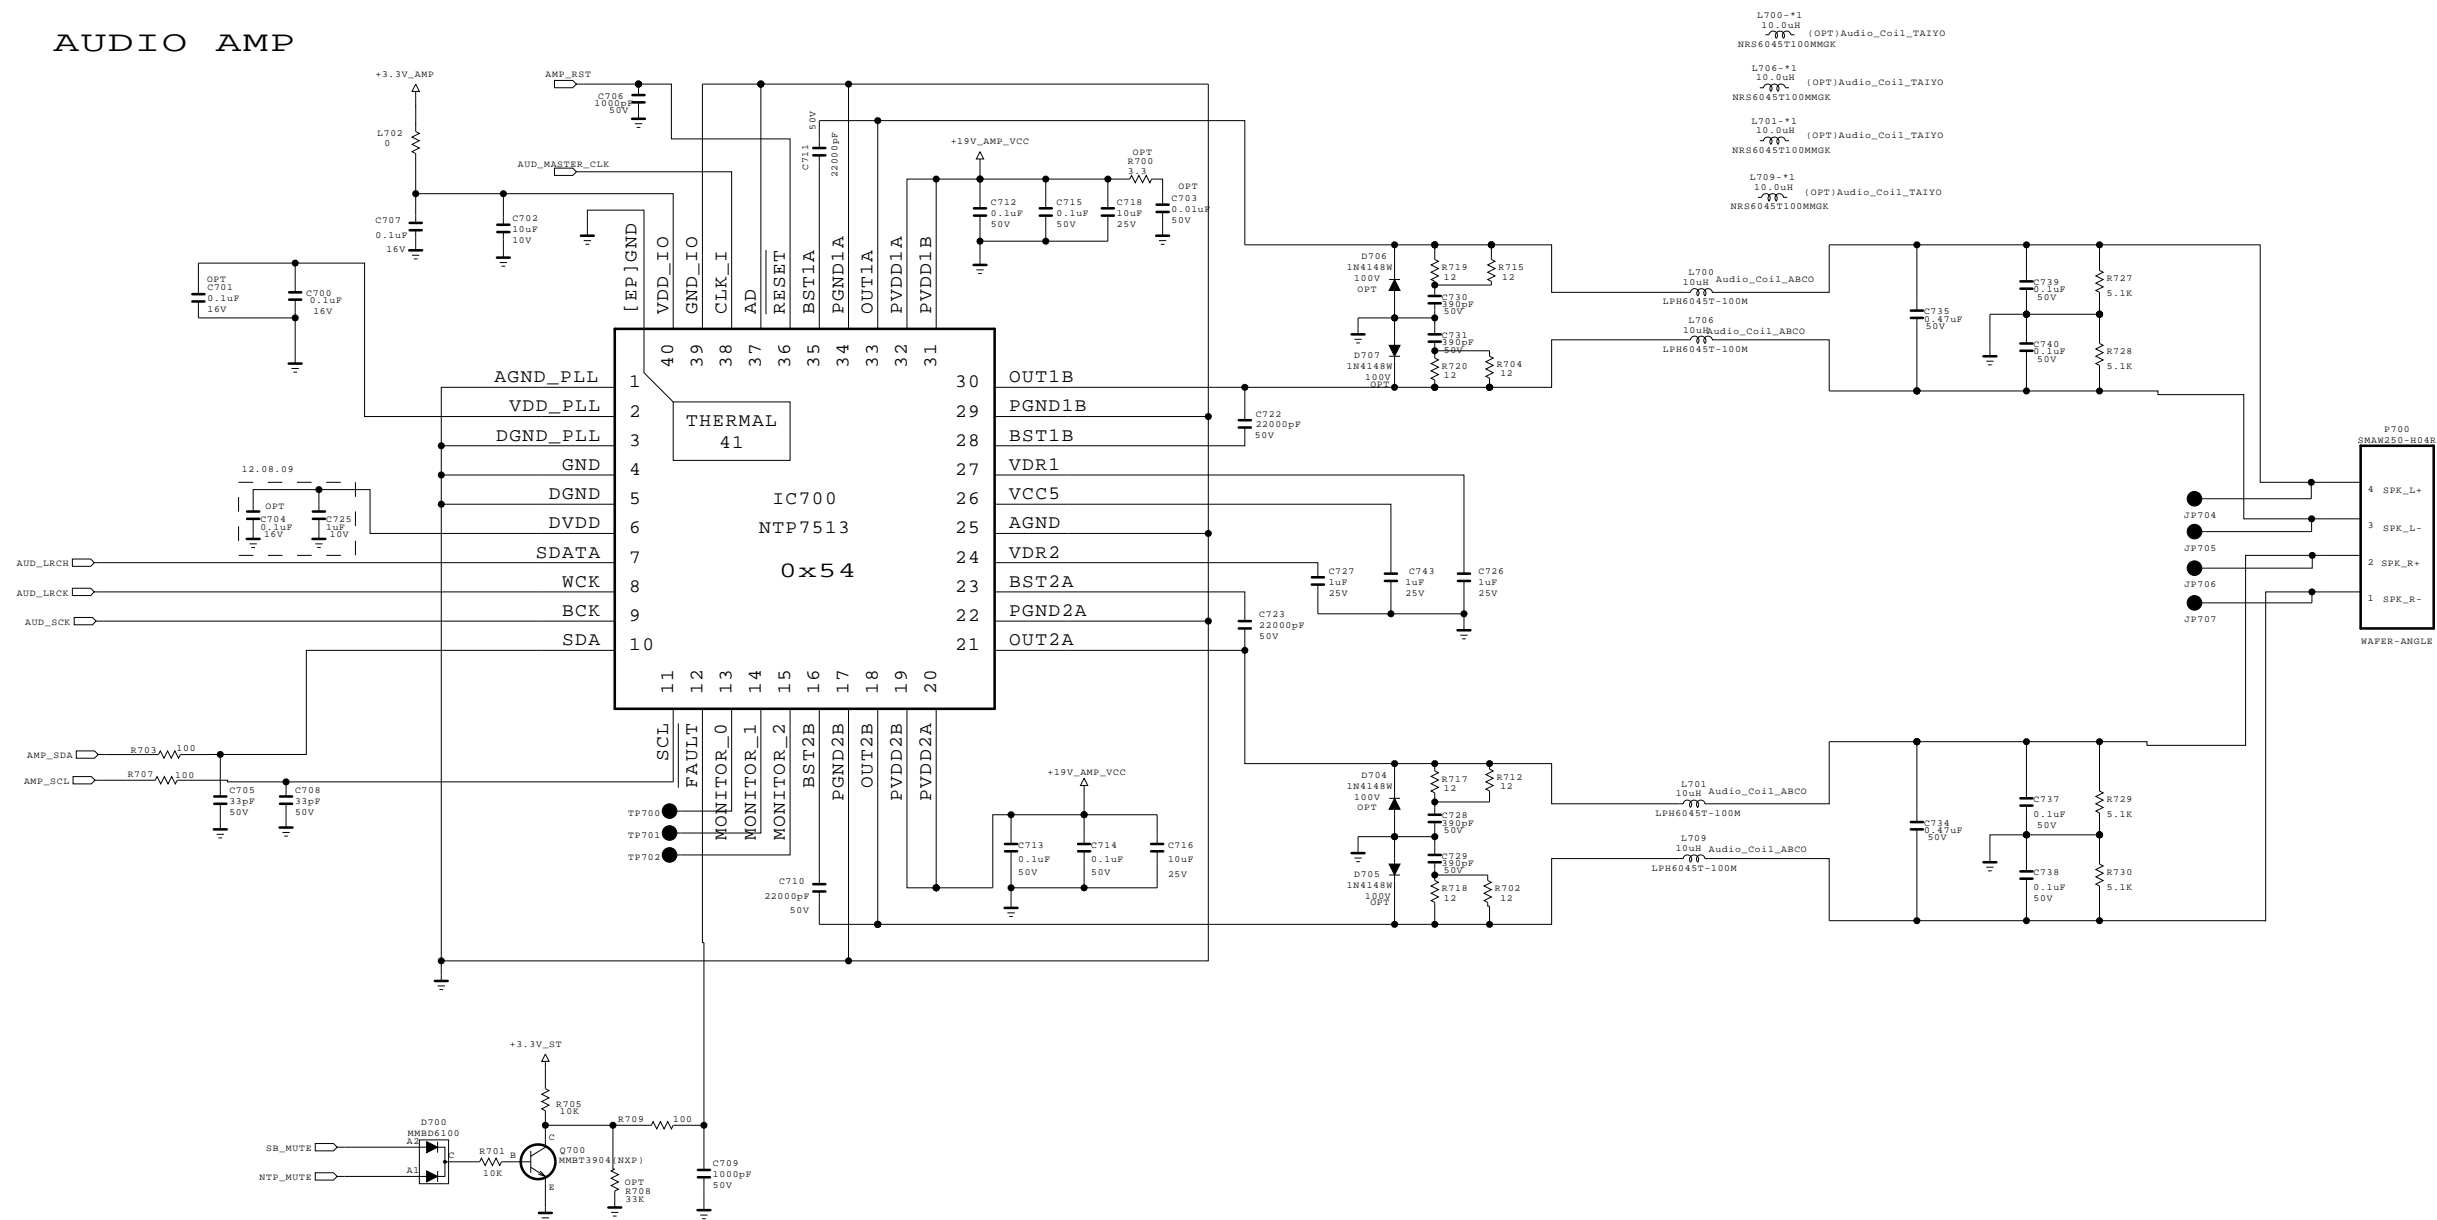 AUDIO AMP
L700-*1
10.0uH
(OPT)Audio_Coil_TAIYO
NRS6045T100MMGK
L706-*1
10.0uH
(OPT)Audio_Coil_TAIYO
NRS6045T100MMGK
L701-*1
10.0uH
(OPT)Audio_Coil_TAIYO
NRS6045T100MMGK
L709-*1
10.0uH
(OPT)Audio_Coil_TAIYO
NRS6045T100MMGK
+3.3V_AMP
L702
0
AMP_RST
C706
1000pF
50V
AUD_MASTER_CLK
C707
0.1uF
16V
C702
10uF
10V
C711
22000pF
50V
+19V_AMP_VCC
OPT
R700
3.3
C712
0.1uF
50V
C715
0.1uF
50V
C718
10uF
25V
OPT
C703
0.01uF
50V
OPT
C701
0.1uF
16V
C700
0.1uF
16V
[EP]GND
VDD_IO
GND_IO
CLK_I
AD
RESET
BST1A
PGND1A
OUT1A
PVDD1A
PVDD1B
40 39 38 37 36 35 34 33 32 31
AGND_PLL 1
VDD_PLL 2
DGND_PLL 3
GND 4
DGND 5
DVDD 6
SDATA 7
WCK 8
BCK 9
SDA 10
THERMAL
41
IC700
NTP7513
0x54
30 OUT1B
29 PGND1B
28 BST1B
27 VDR1
26 VCC5
25 AGND
24 VDR2
23 BST2A
22 PGND2A
21 OUT2A
11 12 13 14 15 16 17 18 19 20
SCL
FAULT
MONITOR_0
MONITOR_1
MONITOR_2
BST2B
PGND2B
OUT2B
PVDD2B
PVDD2A
12.08.09
OPT
C704
0.1uF
16V
C725
1uF
10V
AUD_LRCH
AUD_LRCK
AUD_SCK
AMP_SDA
R703 100
AMP_SCL
R707 100
C705
33pF
50V
C708
33pF
50V
TP700
TP701
TP702
C710
22000pF
50V
+19V_AMP_VCC
C713
0.1uF
50V
C714
0.1uF
50V
C716
10uF
25V
C722
22000pF
50V
C727
1uF
25V
C743
1uF
25V
C726
1uF
25V
C723
22000pF
50V
D706
1N4148W
100V
OPT
R719
12
R715
12
C730
390pF
50V
C731
390pF
50V
D707
1N4148W
100V
OPT
R720
12
R704
12
L700
10uH Audio_Coil_ABCO
LPH6045T-100M
L706
10uH Audio_Coil_ABCO
LPH6045T-100M
C735
0.47uF
50V
C739
0.1uF
50V
C740
0.1uF
50V
R727
5.1K
R728
5.1K
P700
SMAW250-H04R
4 SPK_L+
3 SPK_L-
2 SPK_R+
1 SPK_R-
WAFER-ANGLE
JP704
JP705
JP706
JP707
D704
1N4148W
100V
OPT
R717
12
R712
12
C728
390pF
50V
C729
390pF
50V
D705
1N4148W
100V
OPT
R718
12
R702
12
L701
10uH Audio_Coil_ABCO
LPH6045T-100M
L709
10uH Audio_Coil_ABCO
LPH6045T-100M
C734
0.47uF
50V
C737
0.1uF
50V
C738
0.1uF
50V
R729
5.1K
R730
5.1K
+3.3V_ST
R705
10K
R709 100
D700
MMBD6100
A2
A1
C
SB_MUTE
NTP_MUTE
R701
10K
B
C
E
Q700
MMBT3904(NXP)
OPT
R708
33K
C709
1000pF
50V